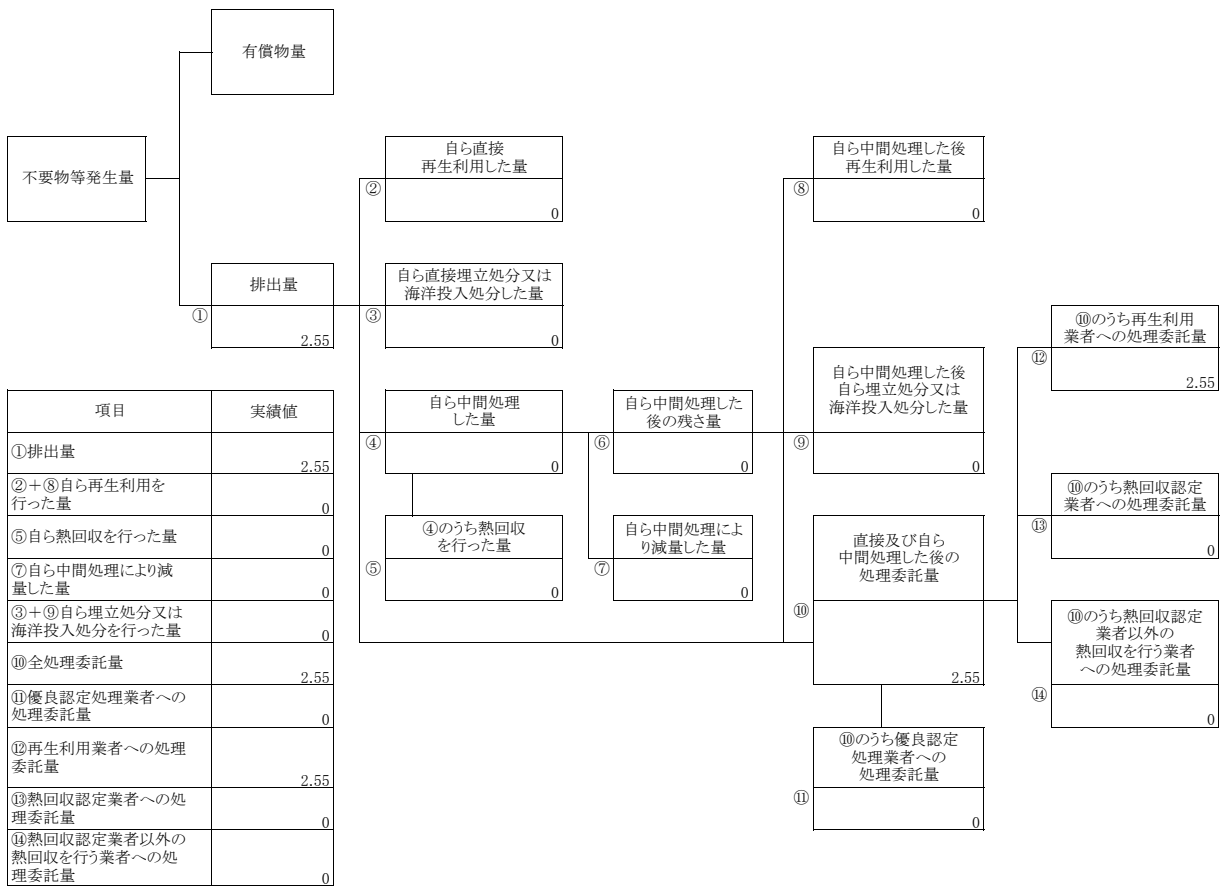 有償物量
不要物等発生量
自ら直接
再生利用した量
②
0
自ら中間処理した後
再生利用した量
⑧
0
排出量
①
2.55
自ら直接埋立処分又は
海洋投入処分した量
③
0
⑩のうち再生利用
業者への処理委託量
⑫
2.55
自ら中間処理
した量
④
0
自ら中間処理した
後の残さ量
⑥
0
自ら中間処理した後
自ら埋立処分又は
海洋投入処分した量
⑨
0
⑩のうち熱回収認定
業者への処理委託量
⑬
0
④のうち熱回収
を行った量
⑤
0
自ら中間処理によ
り減量した量
⑦
0
直接及び自ら
中間処理した後の
処理委託量
⑩
2.55
⑩のうち熱回収認定
業者以外の
熱回収を行う業者
への処理委託量
⑭
0
⑩のうち優良認定
処理業者への
処理委託量
⑪
0
項目 実績値
①排出量
2.55
②＋⑧自ら再生利用を
行った量
0
⑤自ら熱回収を行った量
0
⑦自ら中間処理により減
量した量
0
③＋⑨自ら埋立処分又は
海洋投入処分を行った量
0
⑩全処理委託量
2.55
⑪優良認定処理業者への
処理委託量
0
⑫再生利用業者への処理
委託量
2.55
⑬熱回収認定業者への処
理委託量
0
⑭熱回収認定業者以外の
熱回収を行う業者への処
理委託量
0